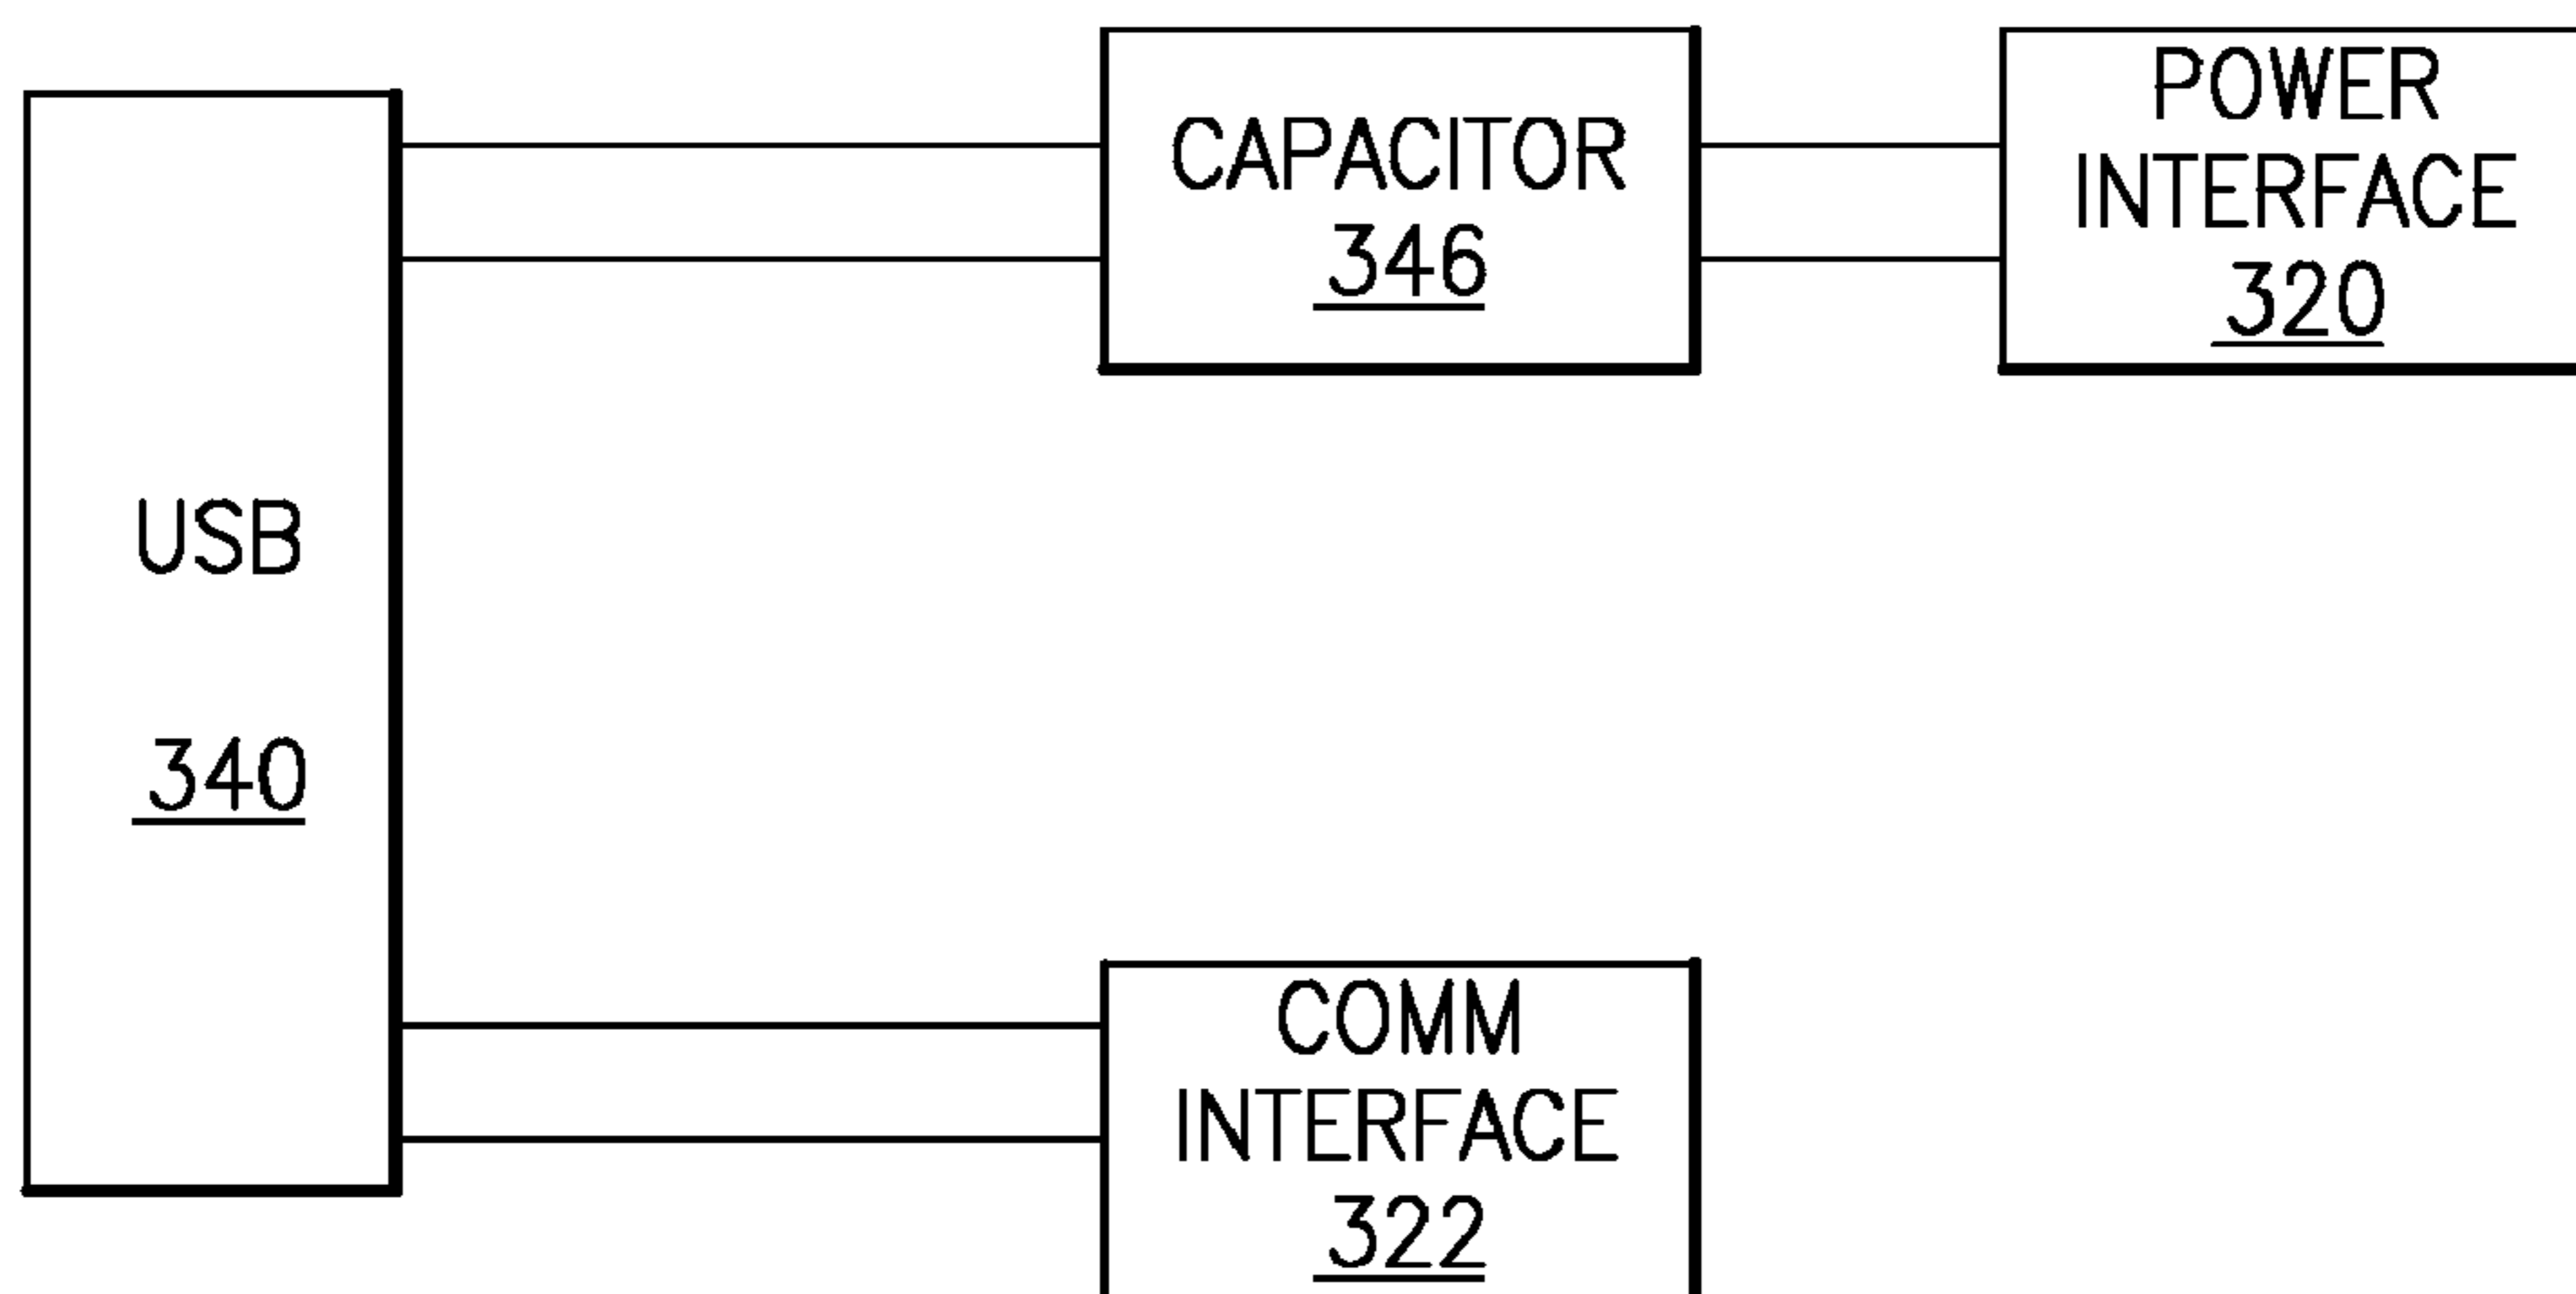 CAPACITOR
346
POWER
INTERFACE
320
USB
340
COMM
INTERFACE
322